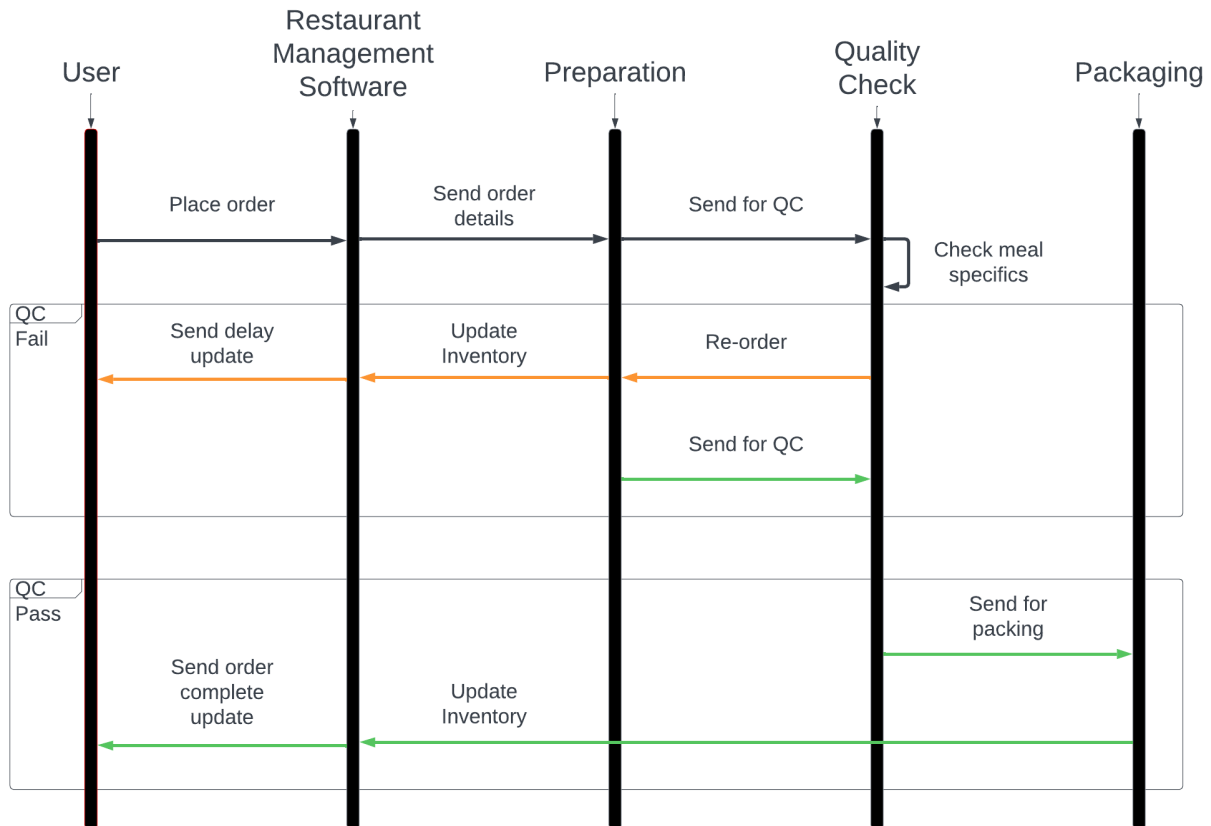 User
Restaurant
Management
Software
Preparation
Quality
Check
Packaging
Place order
Send order
details
Send for QC
Check meal
specifics
QC
Fail
Send delay
update
Update
Inventory
Re-order
Send for QC
QC
Pass
Send for
packing
Send order
complete
update
Update
Inventory